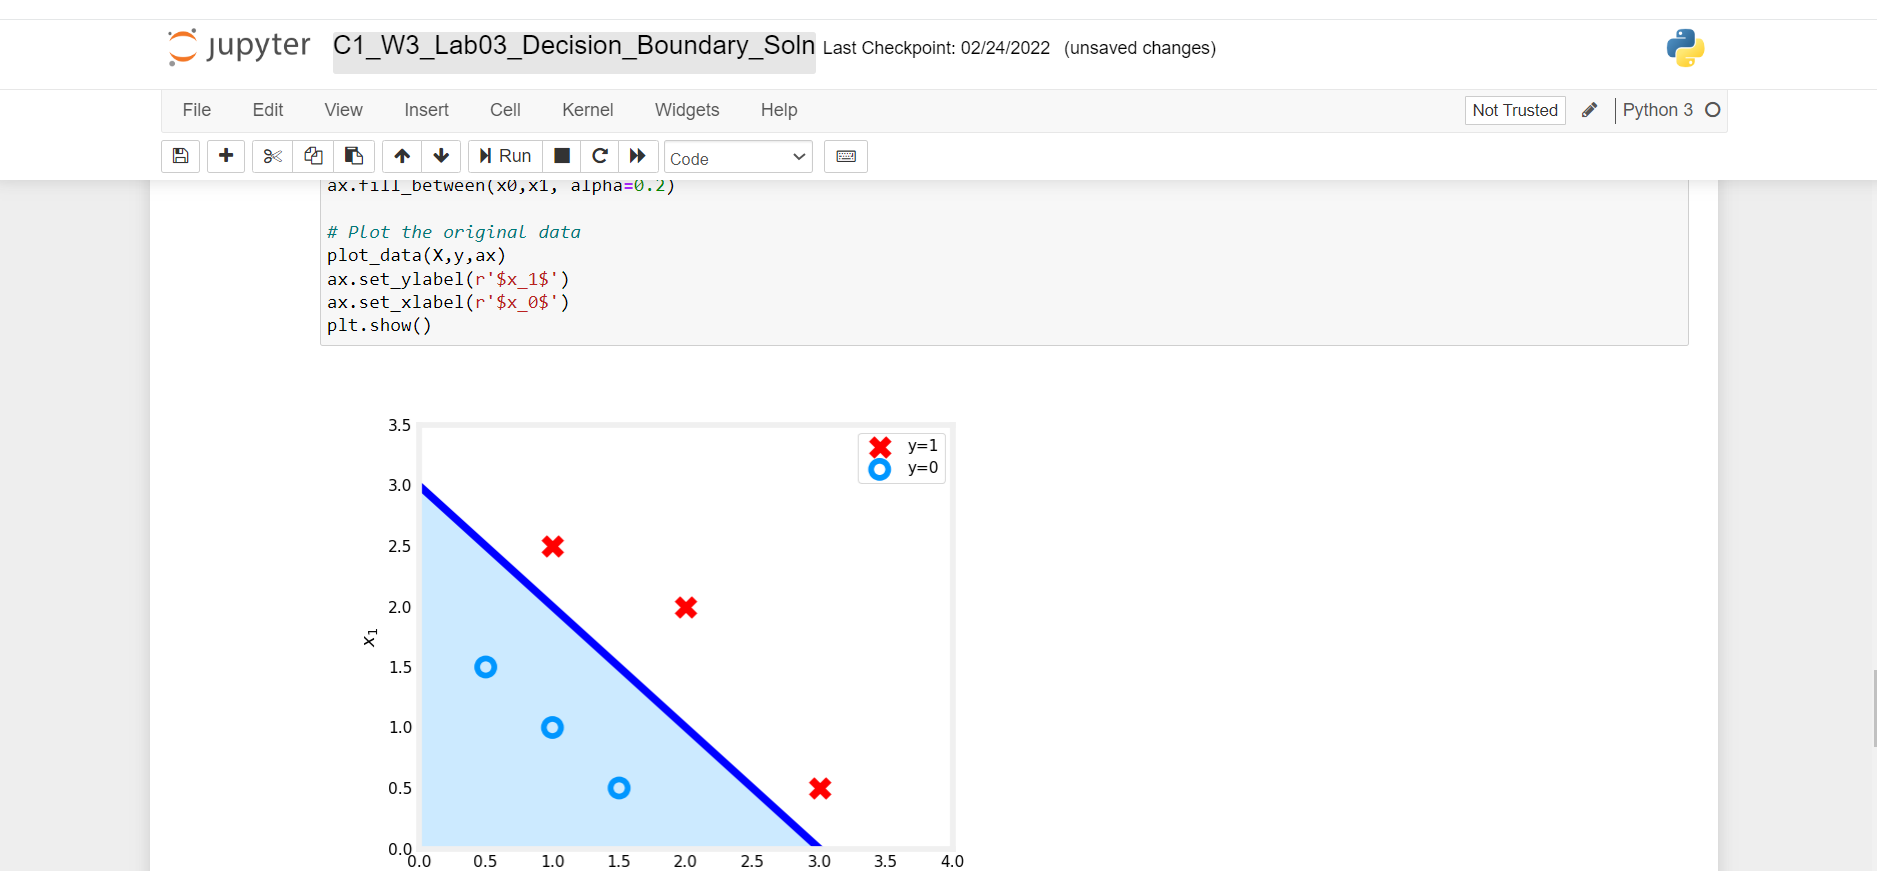 jupyter C1_W3_Lab03_Decision_Boundary_Soln Last Checkpoint: 02/24/2022 (unsaved changes)
File Edit View Insert Cell Kernel Widgets Help Not Trusted Python 3
Run Code
ax.fill_between(x0,x1, alpha=0.2)
# Plot the original data
plot_data(X,y,ax)
ax.set_ylabel(r'$x_1$')
ax.set_xlabel(r'$x_0$')
plt.show()
3.5
y=1
y=0
3.0
2.5
2.0
x1
1.5
1.0
0.5
0.0
0.0 0.5 1.0 1.5 2.0 2.5 3.0 3.5 4.0